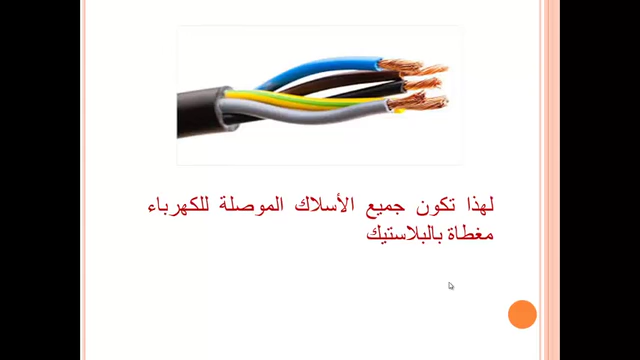 لهذا تكون جميع الأسلاك الموصلة للكهرباء
مغطاة بالبلاستيك